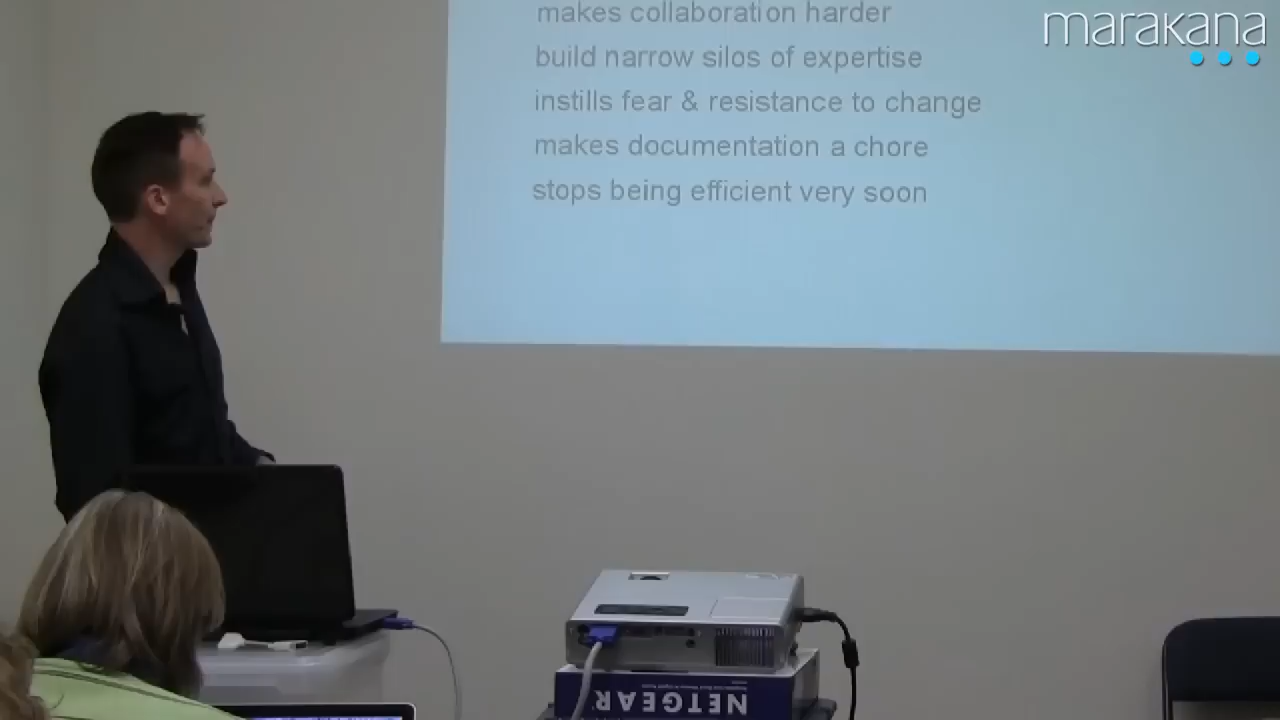 makes collaboration harder
marakana
build narrow silos of expertise
instills fear & resistance to change
makes documentation a chore
stops being efficient very soon
NETGEAR